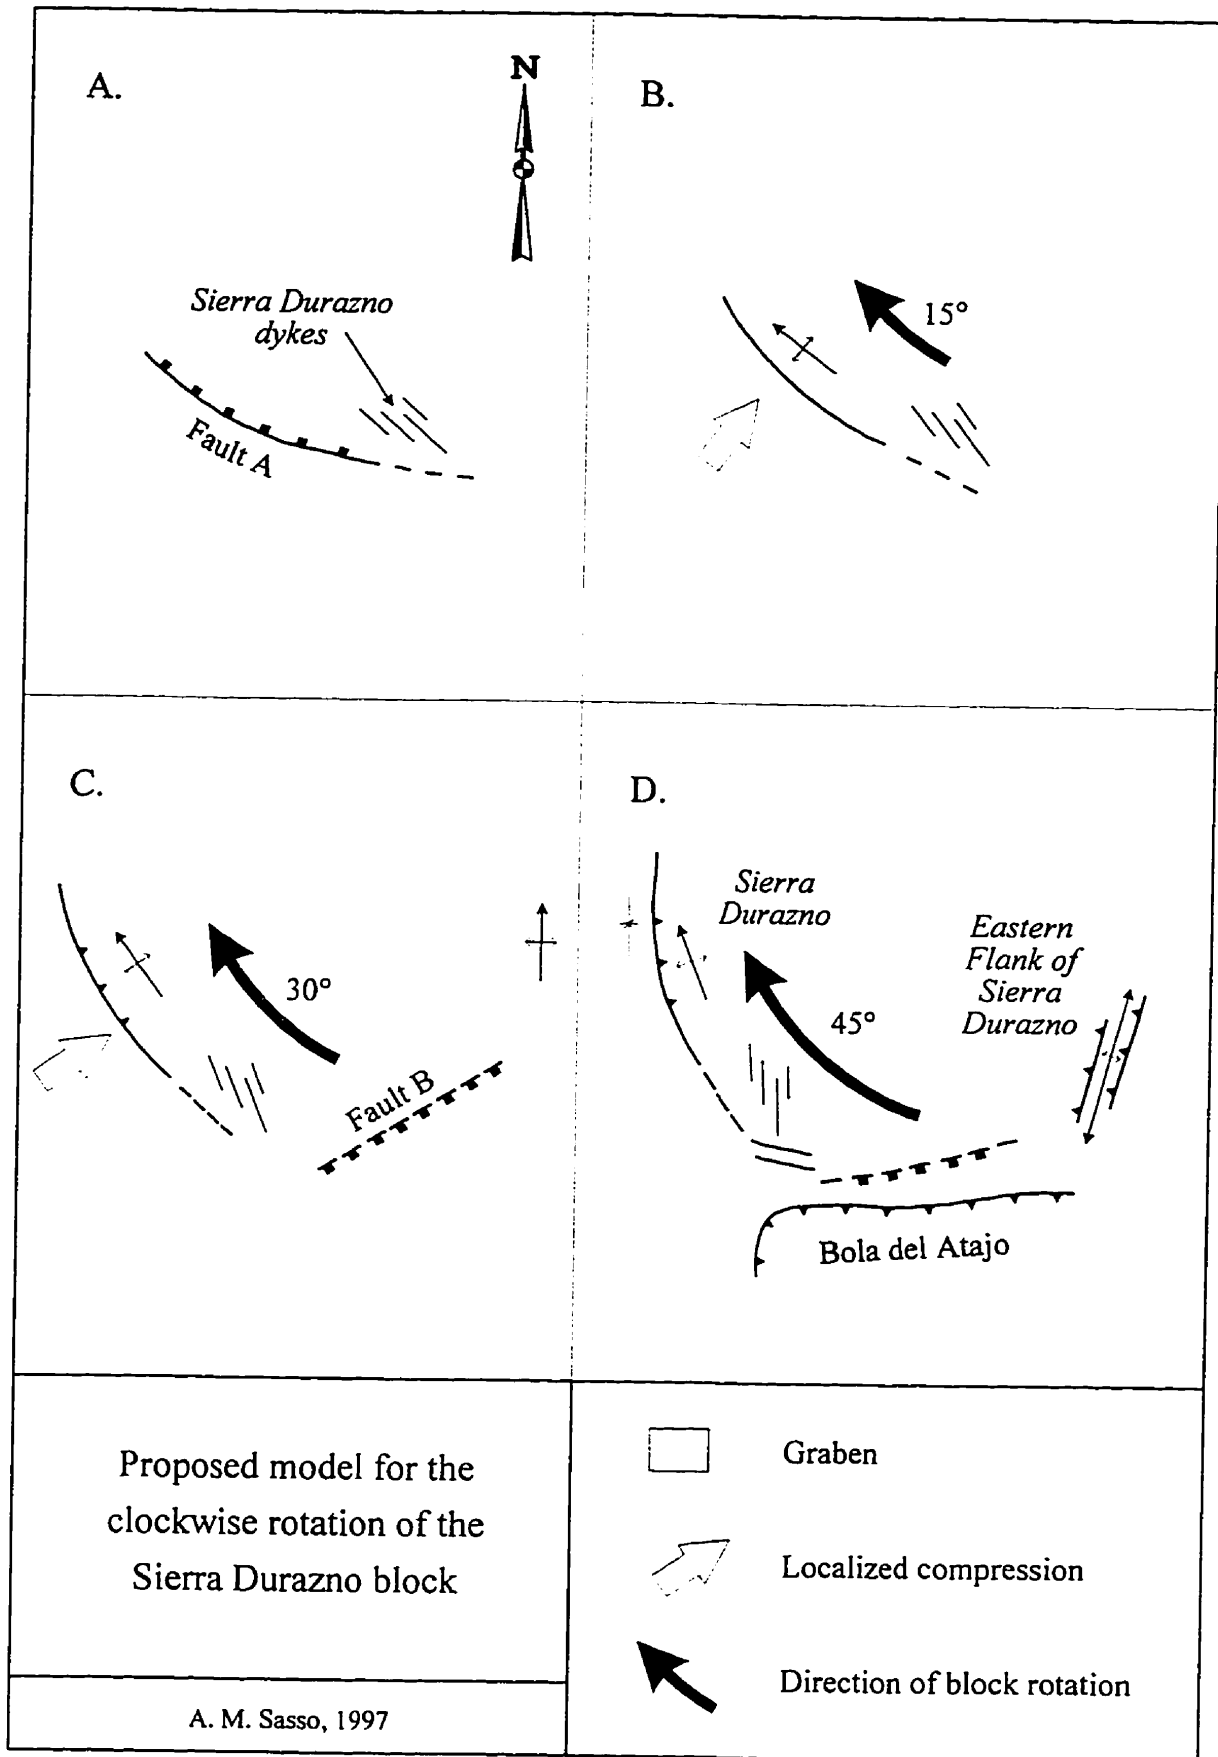 A.
N
B.
Sierra Durazno
dykes
Fault A
15°
C.
D.
30°
Fault B
Sierra
Durazno
45°
Eastern
Flank of
Sierra
Durazno
Bola del Atajo
Proposed model for the
clockwise rotation of the
Sierra Durazno block
A. M. Sasso, 1997
Graben
Localized compression
Direction of block rotation